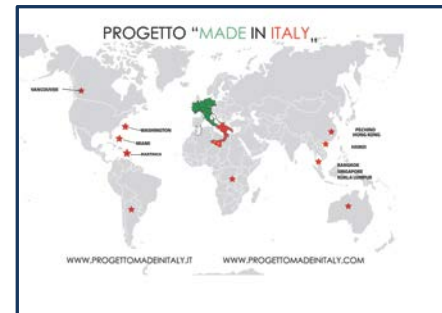 PROGETTO “MADE IN ITALY„
VANCOUVER
WASHINGTON
MIAMI
PECHINO
HONG KONG
HANOI
BANGKOK
SINGAPORE
KUALA LUMPUR
WWW.PROGETTOMADEINITALY.IT
WWW.PROGETTOMADEINITALY.COM